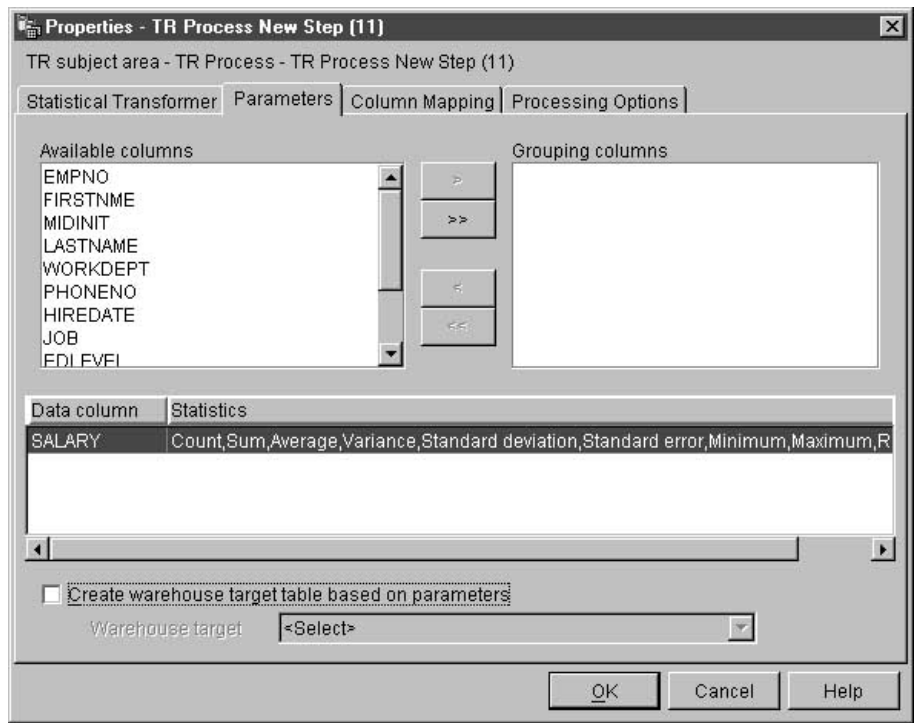 Properties - TR Process New Step (11)
TR subject area - TR Process - TR Process New Step (11)
Statistical Transformer Parameters Column Mapping Processing Options
Available columns
EMPNO
FIRSTNME
MIDINIT
LASTNAME
WORKDEPT
PHONENO
HIREDATE
JOB
EDLEVEL
>
>>
<
<<
Grouping columns
Data column Statistics
SALARY Count,Sum,Average,Variance,Standard deviation,Standard error,Minimum,Maximum,R
Create warehouse target table based on parameters
Warehouse target <Select>
OK Cancel Help